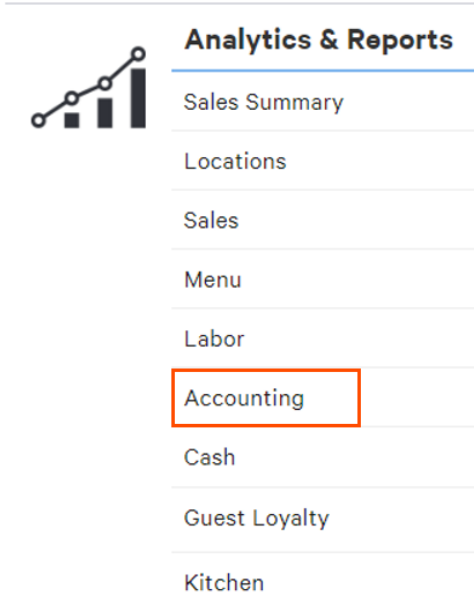 Analytics & Reports
Sales Summary
Locations
Sales
Menu
Labor
Accounting
Cash
Guest Loyalty
Kitchen